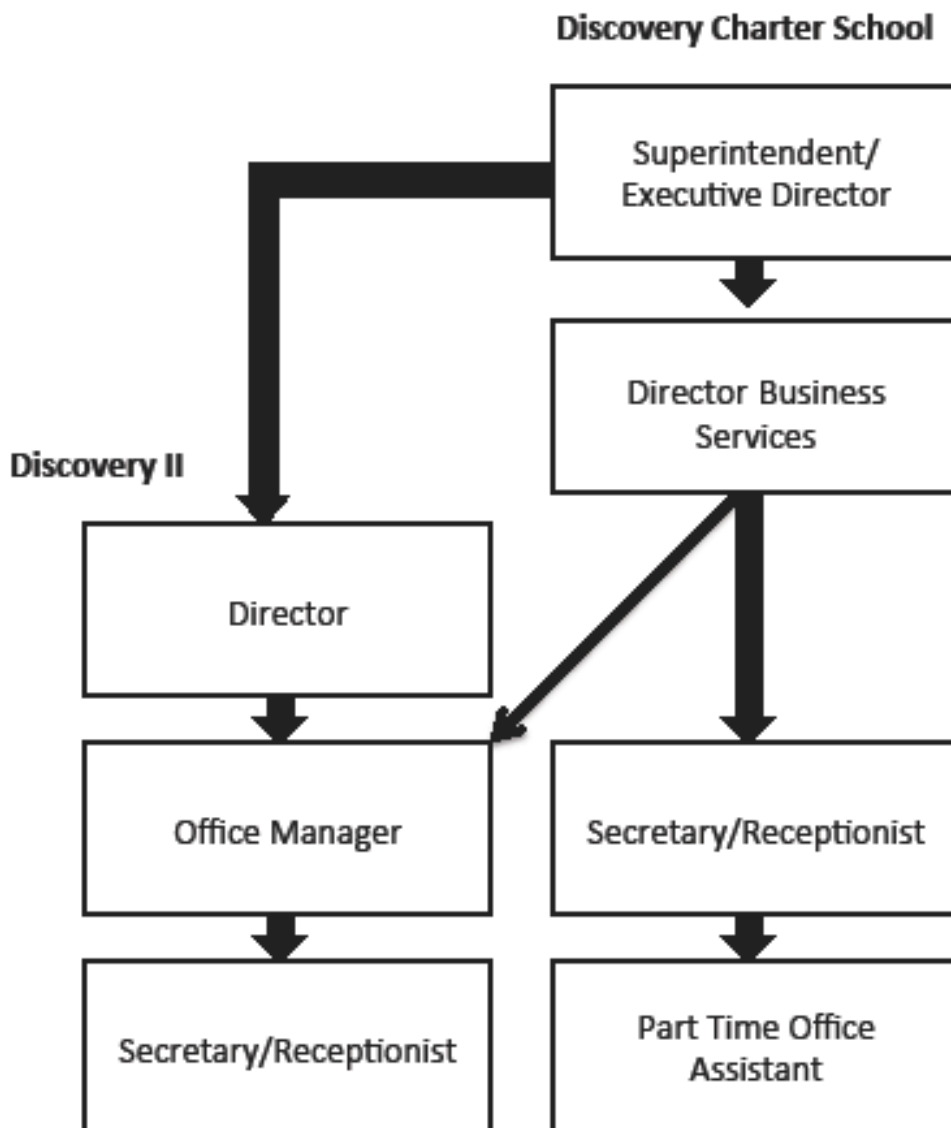 Discovery Charter School
Superintendent/
Executive Director
Director Business
Services
Discovery II
Director
Office Manager
Secretary/Receptionist
Secretary/Receptionist
Part Time Office
Assistant